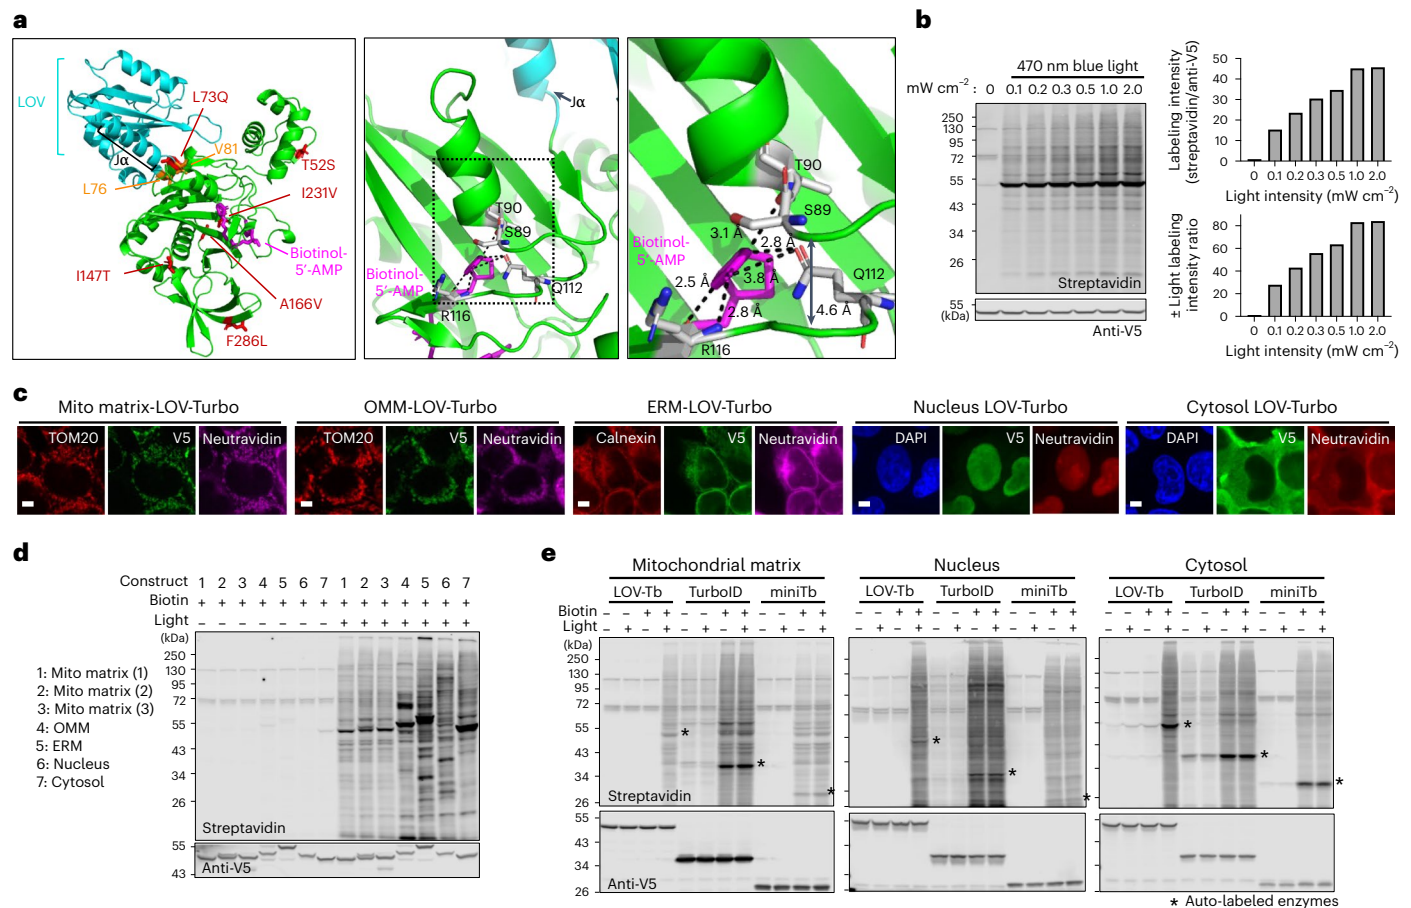 a
LOV
Jα
L73Q
V81
L76
T52S
I231V
Biotinol-
5′-AMP
I147T
A166V
F286L
Jα
T90
S89
Biotinol-
5′-AMP
Q112
R116
T90
S89
3.1 Å
2.8 Å
Biotinol-
5′-AMP
Q112
2.5 Å
3.8 Å
4.6 Å
2.8 Å
R116
b
470 nm blue light
mW cm−2 : 0 0.1 0.2 0.3 0.5 1.0 2.0
250
130
95
72
55
43
34
26
Streptavidin
55
(kDa)
Anti-V5
Labeling intensity
(streptavidin/anti-V5)
50
40
30
20
10
0
0 0.1 0.2 0.3 0.5 1.0 2.0
Light intensity (mW cm−2)
± Light labeling
intensity ratio
80
60
40
20
0
0 0.1 0.2 0.3 0.5 1.0 2.0
Light intensity (mW cm−2)
c
Mito matrix-LOV-Turbo
TOM20 V5 Neutravidin
OMM-LOV-Turbo
TOM20 V5 Neutravidin
ERM-LOV-Turbo
Calnexin V5 Neutravidin
Nucleus LOV-Turbo
DAPI V5 Neutravidin
Cytosol LOV-Turbo
DAPI V5 Neutravidin
d
Construct 1 2 3 4 5 6 7 1 2 3 4 5 6 7
Biotin + + + + + + + + + + + + + +
Light – – – – – – – + + + + + + +
(kDa)
250
130
95
72
55
43
34
26
Streptavidin
55
43
Anti-V5
1: Mito matrix (1)
2: Mito matrix (2)
3: Mito matrix (3)
4: OMM
5: ERM
6: Nucleus
7: Cytosol
e
Mitochondrial matrix
LOV-Tb TurboID miniTb
Biotin – – + + – – + + – – + +
Light – + – + – + – + – + – +
(kDa)
250
130
95
72
55
43
34
26
*
*
*
Streptavidin
55
43
34
26
Anti-V5
Nucleus
LOV-Tb TurboID miniTb
– – + + – – + + – – + +
– + – + – + – + – + – +
*
*
*
Cytosol
LOV-Tb TurboID miniTb
– – + + – – + + – – + +
– + – + – + – + – + – +
*
*
*
* Auto-labeled enzymes